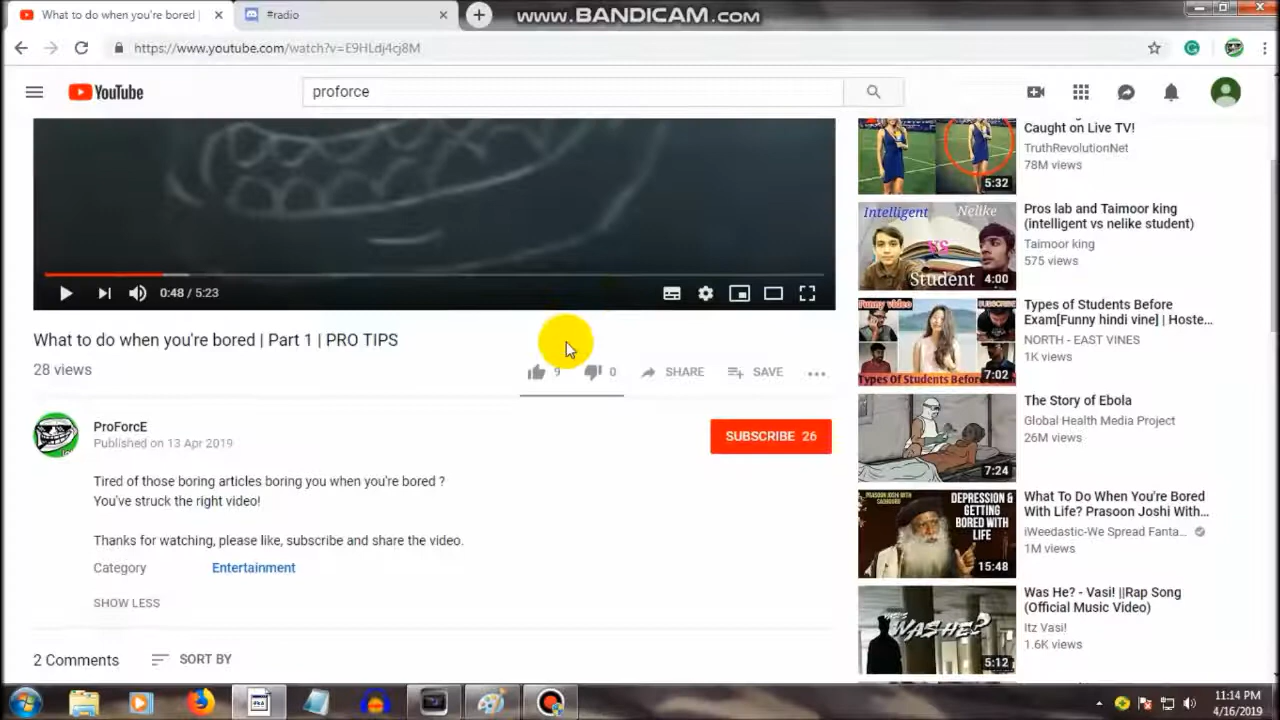 What to do when you're bored |
#radio
www.BANDICAM.com
https://www.youtube.com/watch?v=E9HLdj4cj8M
YouTube
proforce
0:48 / 5:23
What to do when you're bored | Part 1 | PRO TIPS
28 views
9
0
SHARE
SAVE
ProForcE
Published on 13 Apr 2019
SUBSCRIBE 26
Tired of those boring articles boring you when you're bored ?
You've struck the right video!
Thanks for watching, please like, subscribe and share the video.
Category
Entertainment
SHOW LESS
2 Comments
SORT BY
Caught on Live TV!
TruthRevolutionNet
78M views
5:32
Intelligent
Nelike
VS
Student
4:00
Pros lab and Taimoor king
(intelligent vs nelike student)
Taimoor king
575 views
Funny video
SUBSCRIBE
Types Of Students Before
7:02
Types of Students Before
Exam[Funny hindi vine] | Hoste...
NORTH - EAST VINES
1K views
7:24
The Story of Ebola
Global Health Media Project
26M views
PRASOON JOSHI WITH
SADHGURU
DEPRESSION &
GETTING
BORED WITH
LIFE
15:48
What To Do When You're Bored
With Life? Prasoon Joshi With...
iWeedastic-We Spread Fanta...
1M views
WAS HE?
5:12
Was He? - Vasi! ||Rap Song
(Official Music Video)
Itz Vasi!
1.6K views
11:14 PM
4/16/2019